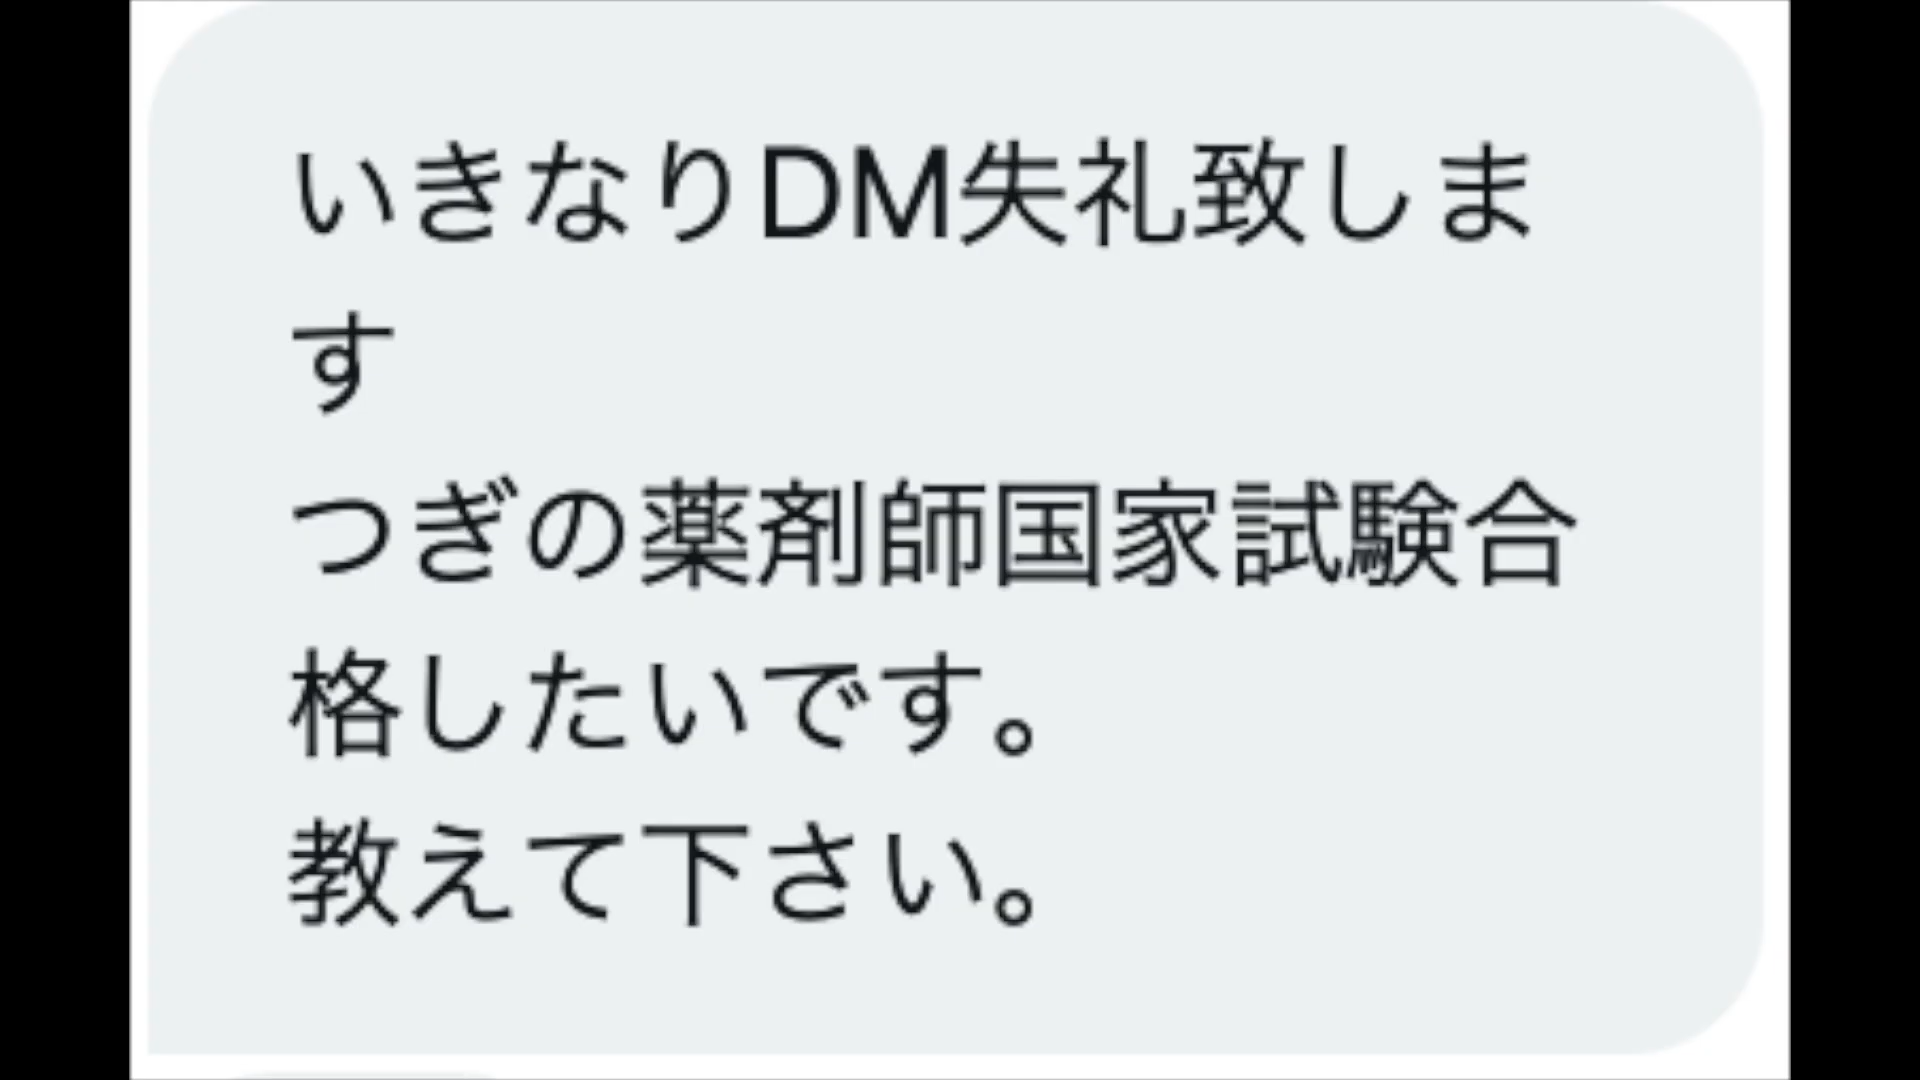 いきなりDM失礼致しま
す
つぎの薬剤師国家試験合
格したいです。
教えて下さい。